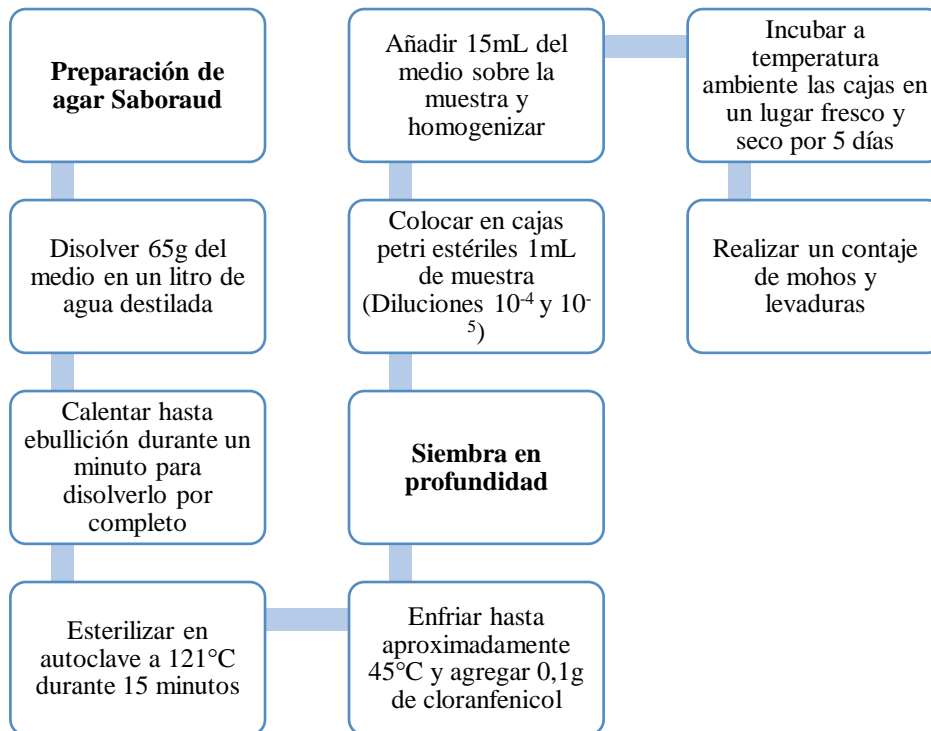 Preparación de
agar Saboraud
Disolver 65g del
medio en un litro de
agua destilada
Calentar hasta
ebullición durante un
minuto para
disolverlo por
completo
Esterilizar en
autoclave a 121°C
durante 15 minutos
Enfriar hasta
aproximadamente
45°C y agregar 0,1g
de cloranfenicol
Siembra en
profundidad
Colocar en cajas
petri estériles 1mL
de muestra
(Diluciones 10⁻⁴ y 10⁻
⁵)
Añadir 15mL del
medio sobre la
muestra y
homogenizar
Incubar a
temperatura
ambiente las cajas en
un lugar fresco y
seco por 5 días
Realizar un contaje
de mohos y
levaduras